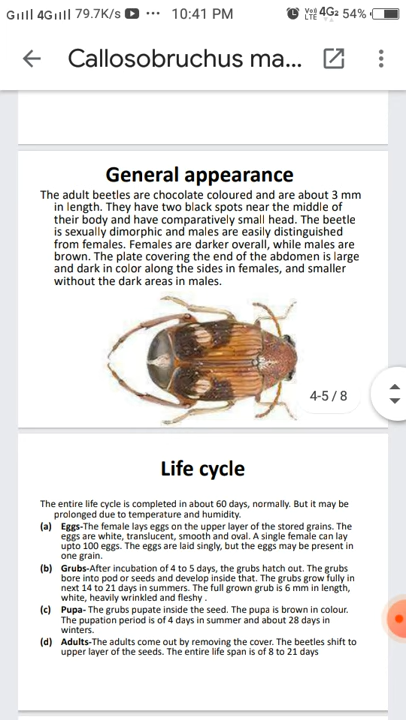 4G 79.7K/s ··· 10:41 PM VoI) LTE 4G2 54%
Callosobruchus ma...
General appearance
The adult beetles are chocolate coloured and are about 3 mm
in length. They have two black spots near the middle of
their body and have comparatively small head. The beetle
is sexually dimorphic and males are easily distinguished
from females. Females are darker overall, while males are
brown. The plate covering the end of the abdomen is large
and dark in color along the sides in females, and smaller
without the dark areas in males.
4-5 / 8
Life cycle
The entire life cycle is completed in about 60 days, normally. But it may be
prolonged due to temperature and humidity.
(a) Eggs-The female lays eggs on the upper layer of the stored grains. The
eggs are white, translucent, smooth and oval. A single female can lay
upto 100 eggs. The eggs are laid singly, but the eggs may be present in
one grain.
(b) Grubs-After incubation of 4 to 5 days, the grubs hatch out. The grubs
bore into pod or seeds and develop inside that. The grubs grow fully in
next 14 to 21 days in summers. The full grown grub is 6 mm in length,
white, heavily wrinkled and fleshy .
(c) Pupa- The grubs pupate inside the seed. The pupa is brown in colour.
The pupation period is of 4 days in summer and about 28 days in
winters.
(d) Adults-The adults come out by removing the cover. The beetles shift to
upper layer of the seeds. The entire life span is of 8 to 21 days